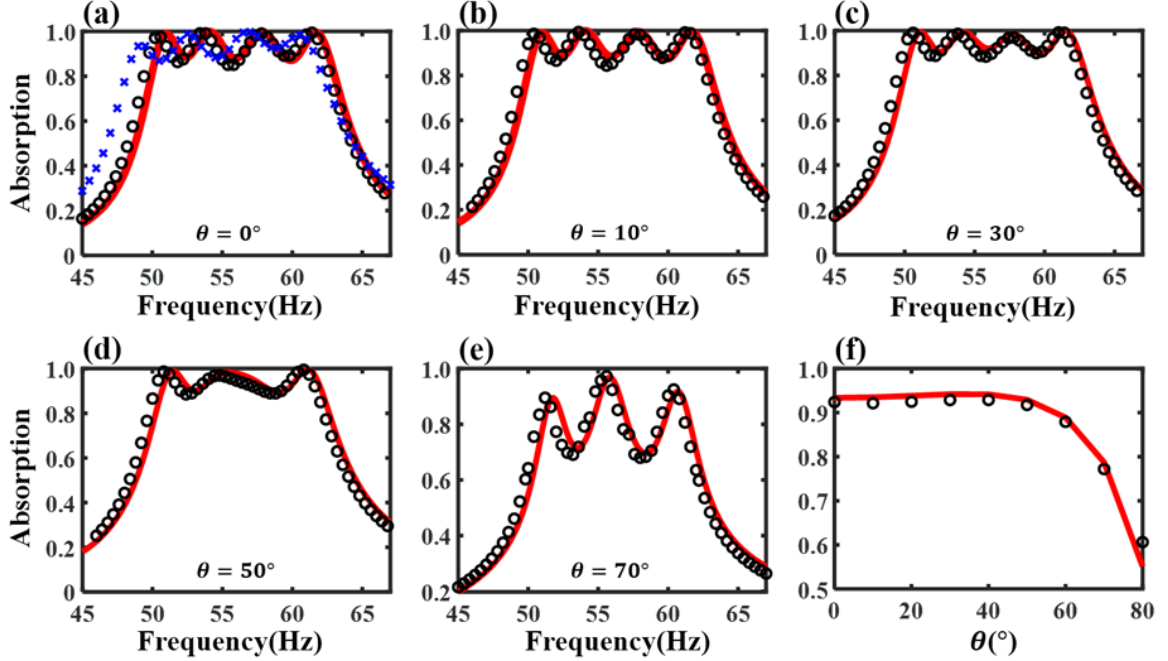 (a) (b) (c)
Absorption
1.0 1.0 1.0
0.8 0.8 0.8
0.6 0.6 0.6
0.4 0.4 0.4
0.2 0.2 0.2
0 0 0
θ = 0° θ = 10° θ = 30°
45 50 55 60 65 45 50 55 60 65 45 50 55 60 65
Frequency(Hz) Frequency(Hz) Frequency(Hz)
(d) (e) (f)
Absorption
1.0 1.0 1.0
0.8 0.8 0.9
0.6 0.6 0.8
0.4 0.4 0.7
0.2 0.2 0.6
0 0.5
θ = 50° θ = 70°
45 50 55 60 65 45 50 55 60 65 0 20 40 60 80
Frequency(Hz) Frequency(Hz) θ(°)